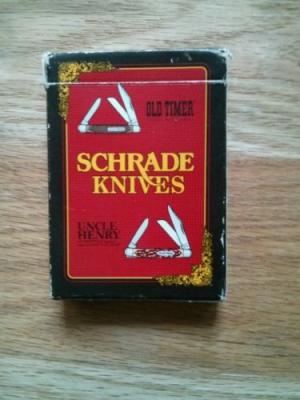 OLD TIMER
SCHRADE
KNIVES
UNCLE
HENRY